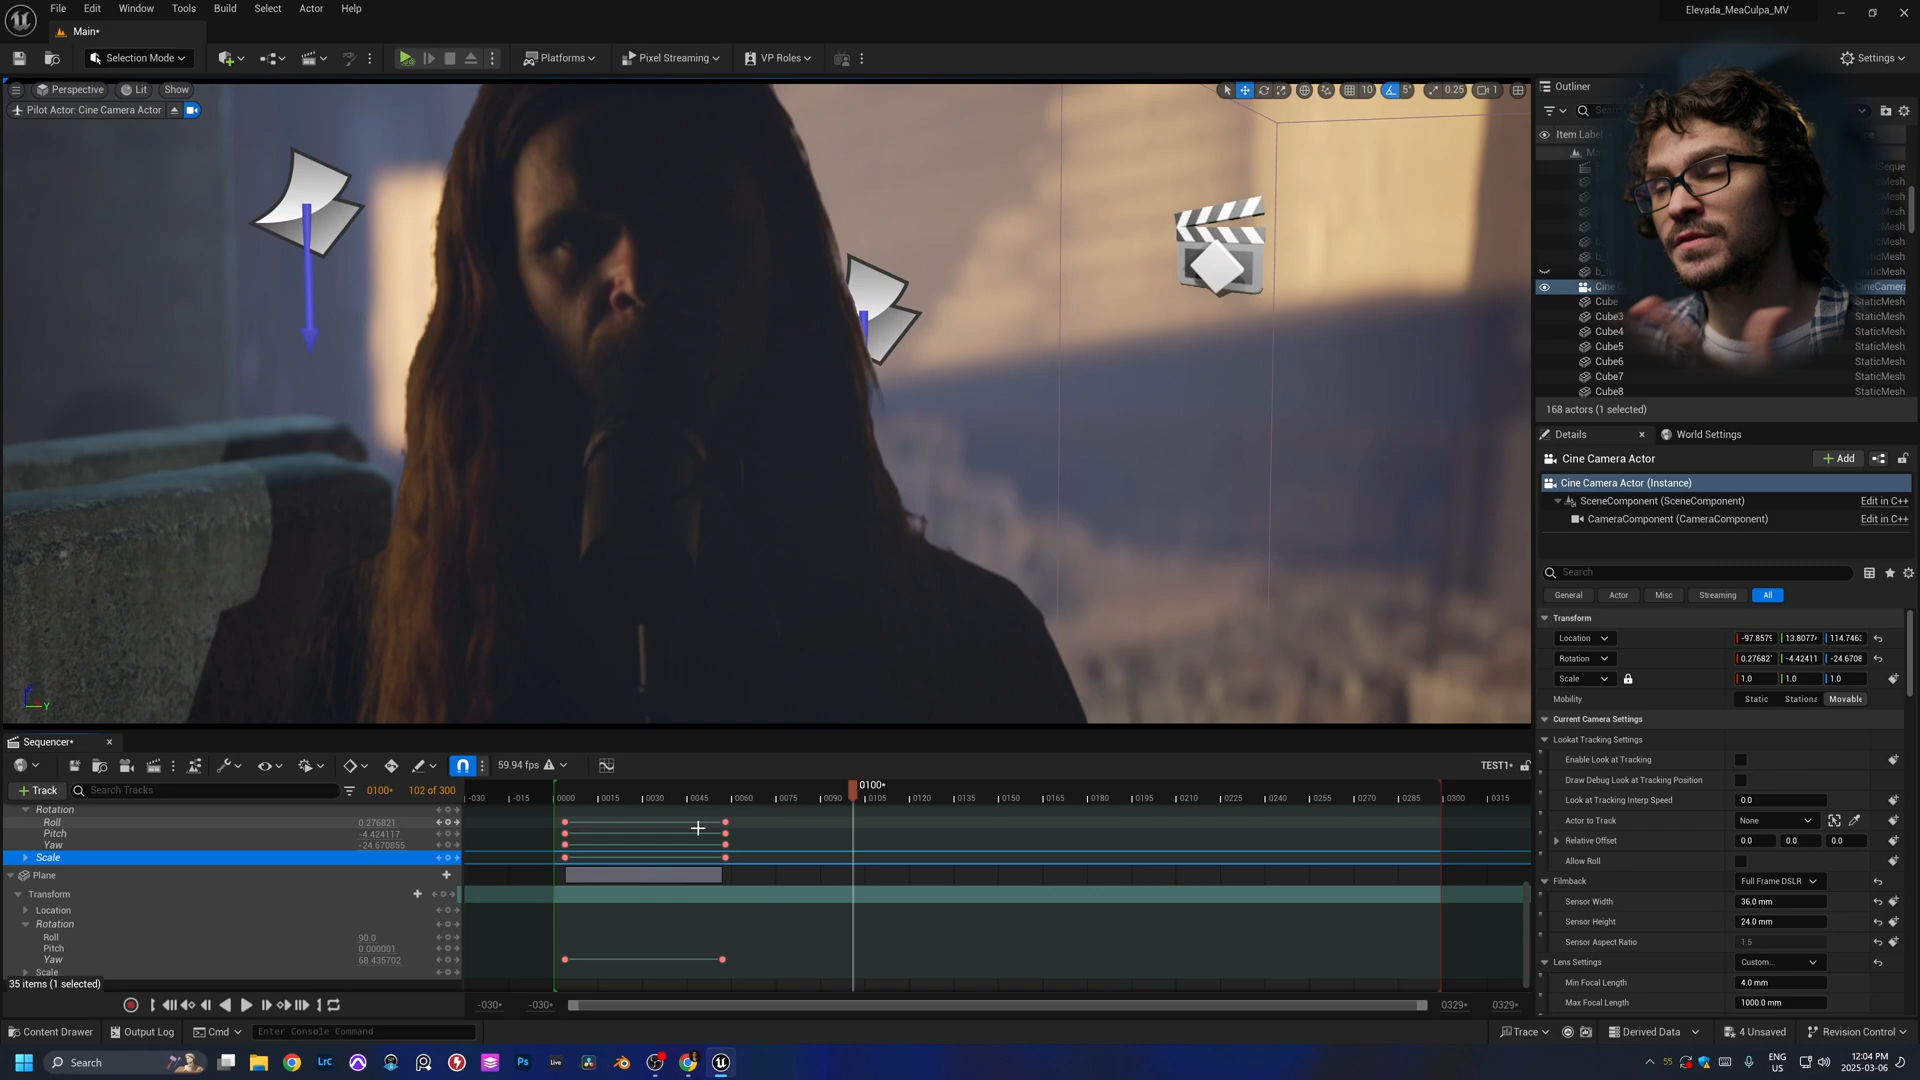 File Edit Window Tools Build Select Actor Help
Elevada_MeaCulpa_MV
Main*
Selection Mode
Platforms
Pixel Streaming
VP Roles
Settings
Perspective Lit Show
10 5° 0.25 1
Pilot Actor: Cine Camera Actor
Outliner
Item Label
CineCamera
Cube StaticMesh
Cube3 StaticMesh
Cube4 StaticMesh
Cube5 StaticMesh
Cube6 StaticMesh
Cube7 StaticMesh
Cube8 StaticMesh
168 actors (1 selected)
Details World Settings
Cine Camera Actor
Add
Cine Camera Actor (Instance)
SceneComponent (SceneComponent) Edit in C++
CameraComponent (CameraComponent) Edit in C++
Search
General Actor Misc Streaming All
Transform
Location -97.857 13.8077 114.746
Rotation 0.27682 -4.42411 -24.6708
Scale 1.0 1.0 1.0
Mobility Static Stationa Movable
Current Camera Settings
Lookat Tracking Settings
Enable Look at Tracking
Draw Debug Look at Tracking Position
Look at Tracking Interp Speed 0.0
Actor to Track None
Relative Offset 0.0 0.0 0.0
Allow Roll
Filmback Full Frame DSLR
Sensor Width 36.0 mm
Sensor Height 24.0 mm
Sensor Aspect Ratio 1.5
Lens Settings Custom...
Min Focal Length 4.0 mm
Max Focal Length 1000.0 mm
Sequencer*
59.94 fps
TEST1*
Track
Search Tracks
0100* 102 of 300
0100*
-030 -015 0000 0015 0030 0045 0060 0075 0090 0105 0120 0135 0150 0165 0180 0195 0210 0225 0240 0255 0270 0285 0300 0315
Rotation
Roll 0.276821
Pitch -4.424117
Yaw -24.670855
Scale
Plane
Transform
Location
Rotation
Roll 90.0
Pitch 0.000001
Yaw 68.435702
Scale
35 items (1 selected)
-030* -030* 0329* 0329*
Content Drawer Output Log Cmd Enter Console Command
Trace Derived Data 4 Unsaved Revision Control
Search
LrC
Ps
Live
55
ENG
US
12:04 PM
2025-03-06